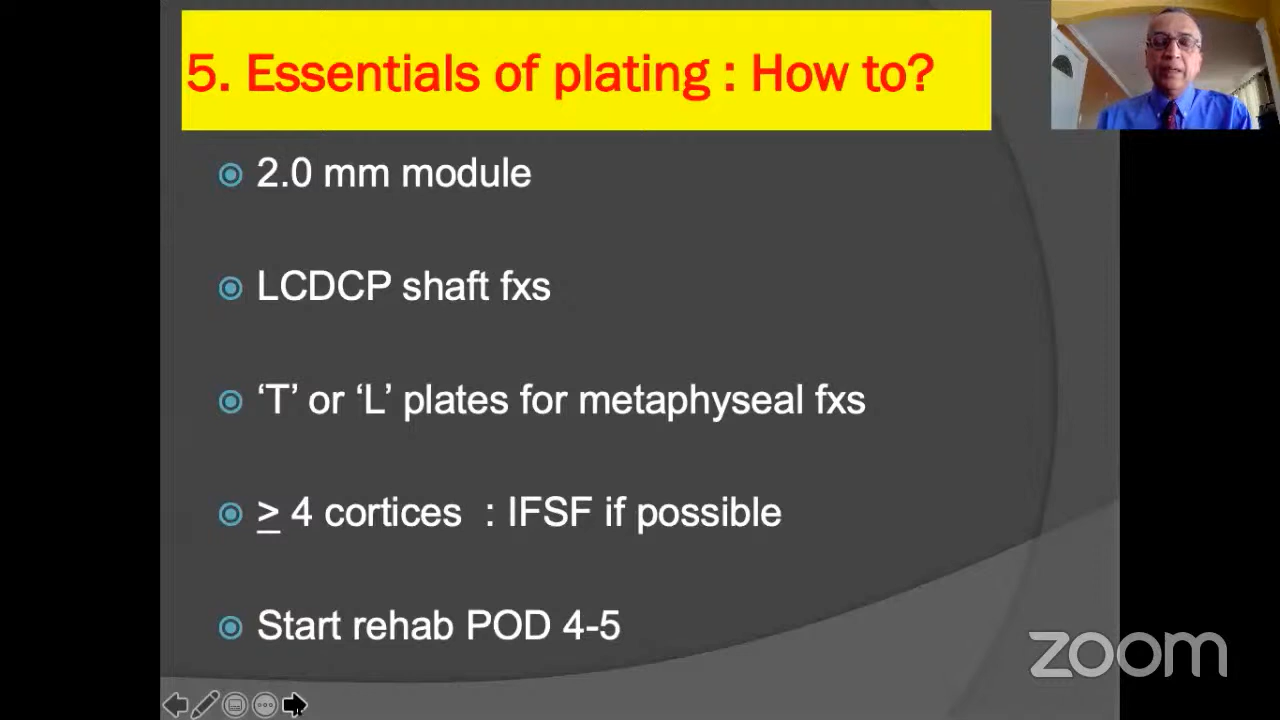 5. Essentials of plating : How to?
2.0 mm module
LCDCP shaft fxs
‘T’ or ‘L’ plates for metaphyseal fxs
≥ 4 cortices : IFSF if possible
Start rehab POD 4-5
zoom